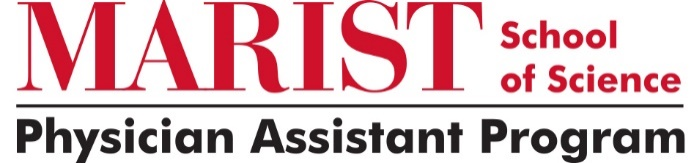 MARIST School
of Science
Physician Assistant Program